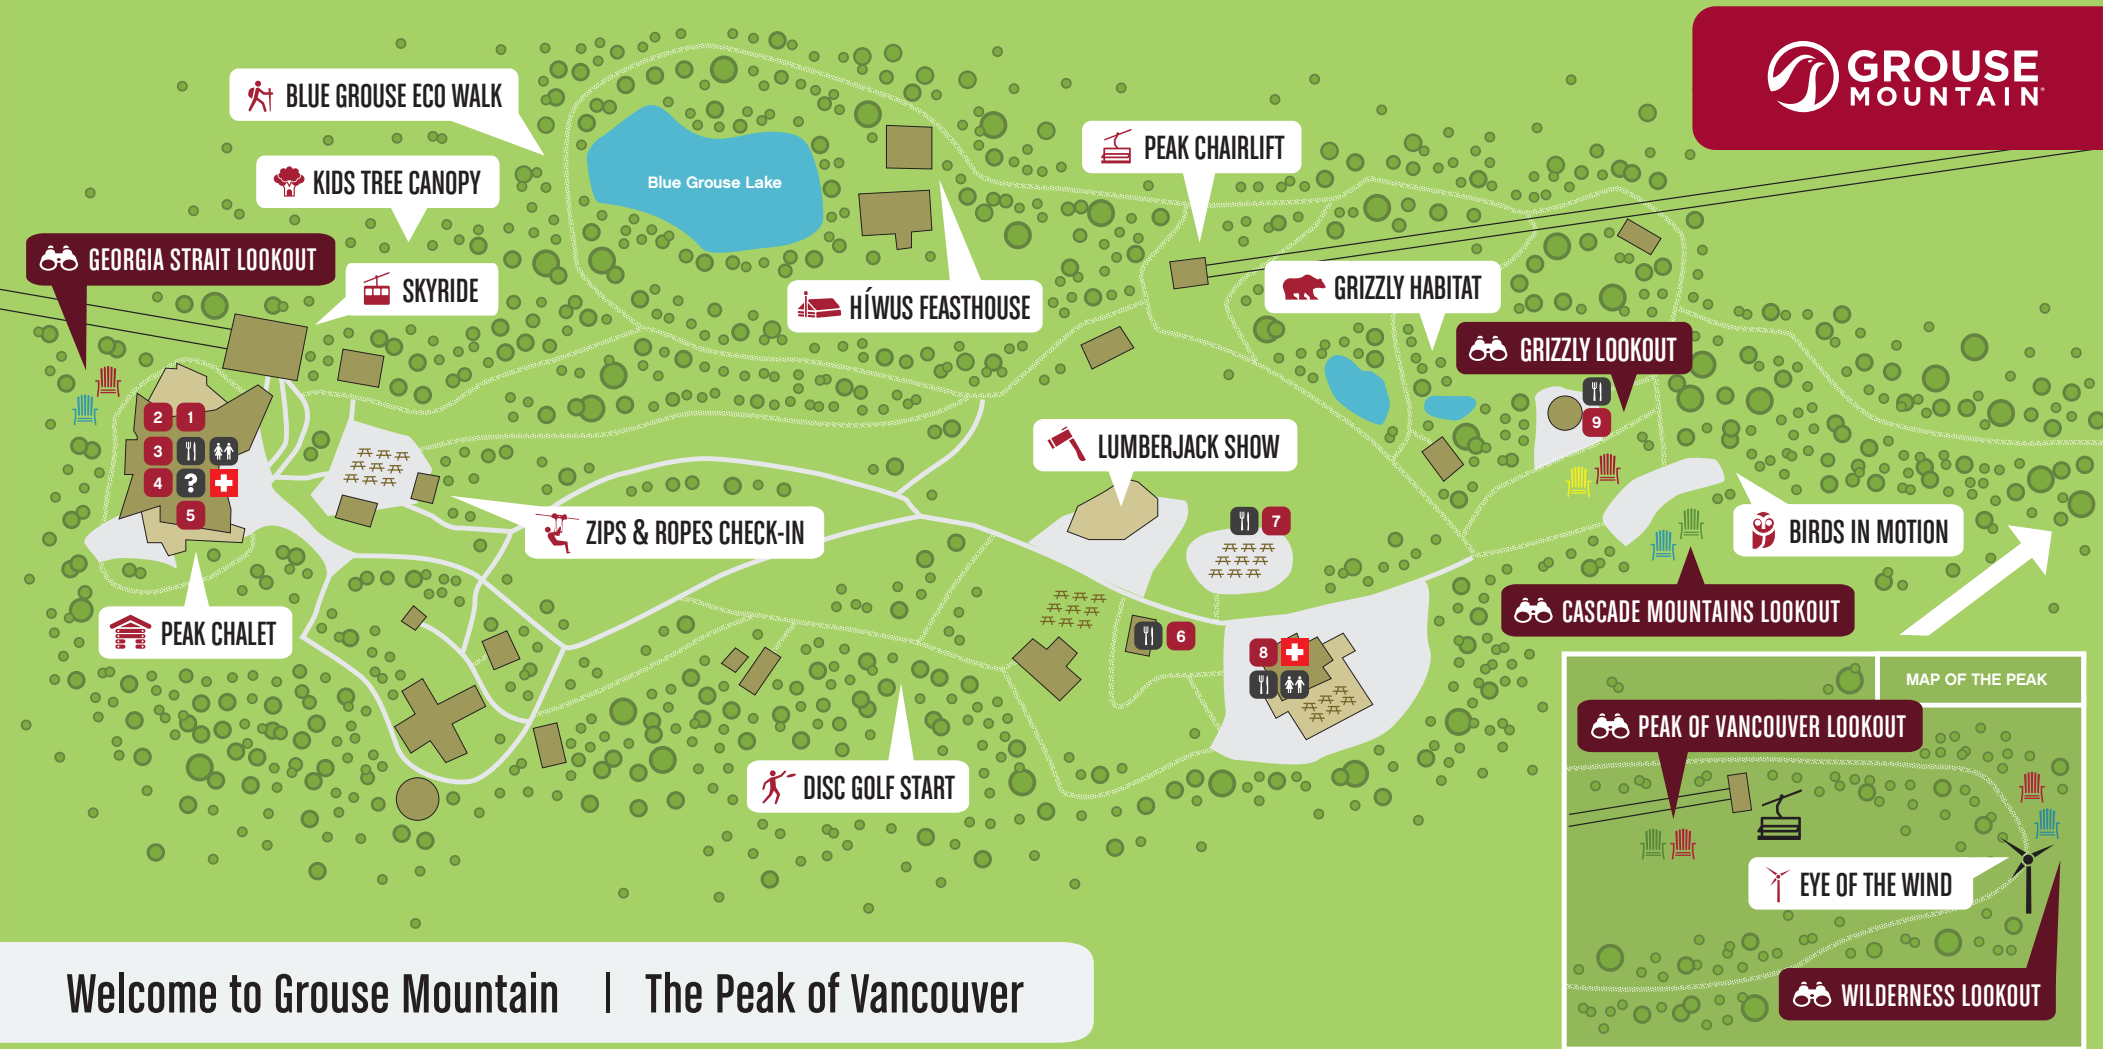 GROUSE
MOUNTAIN
BLUE GROUSE ECO WALK
PEAK CHAIRLIFT
KIDS TREE CANOPY
Blue Grouse Lake
GEORGIA STRAIT LOOKOUT
SKYRIDE
HÍWUS FEASTHOUSE
GRIZZLY HABITAT
GRIZZLY LOOKOUT
2 1
3
4 ?
5
9
LUMBERJACK SHOW
7
ZIPS & ROPES CHECK-IN
BIRDS IN MOTION
CASCADE MOUNTAINS LOOKOUT
PEAK CHALET
6
8
DISC GOLF START
MAP OF THE PEAK
PEAK OF VANCOUVER LOOKOUT
EYE OF THE WIND
WILDERNESS LOOKOUT
Welcome to Grouse Mountain | The Peak of Vancouver